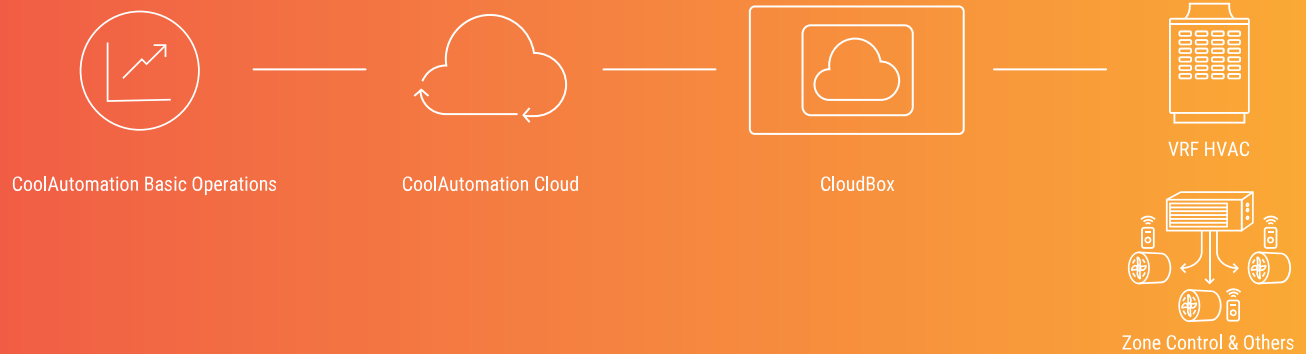 CoolAutomation Basic Operations
CoolAutomation Cloud
CloudBox
VRF HVAC
Zone Control & Others